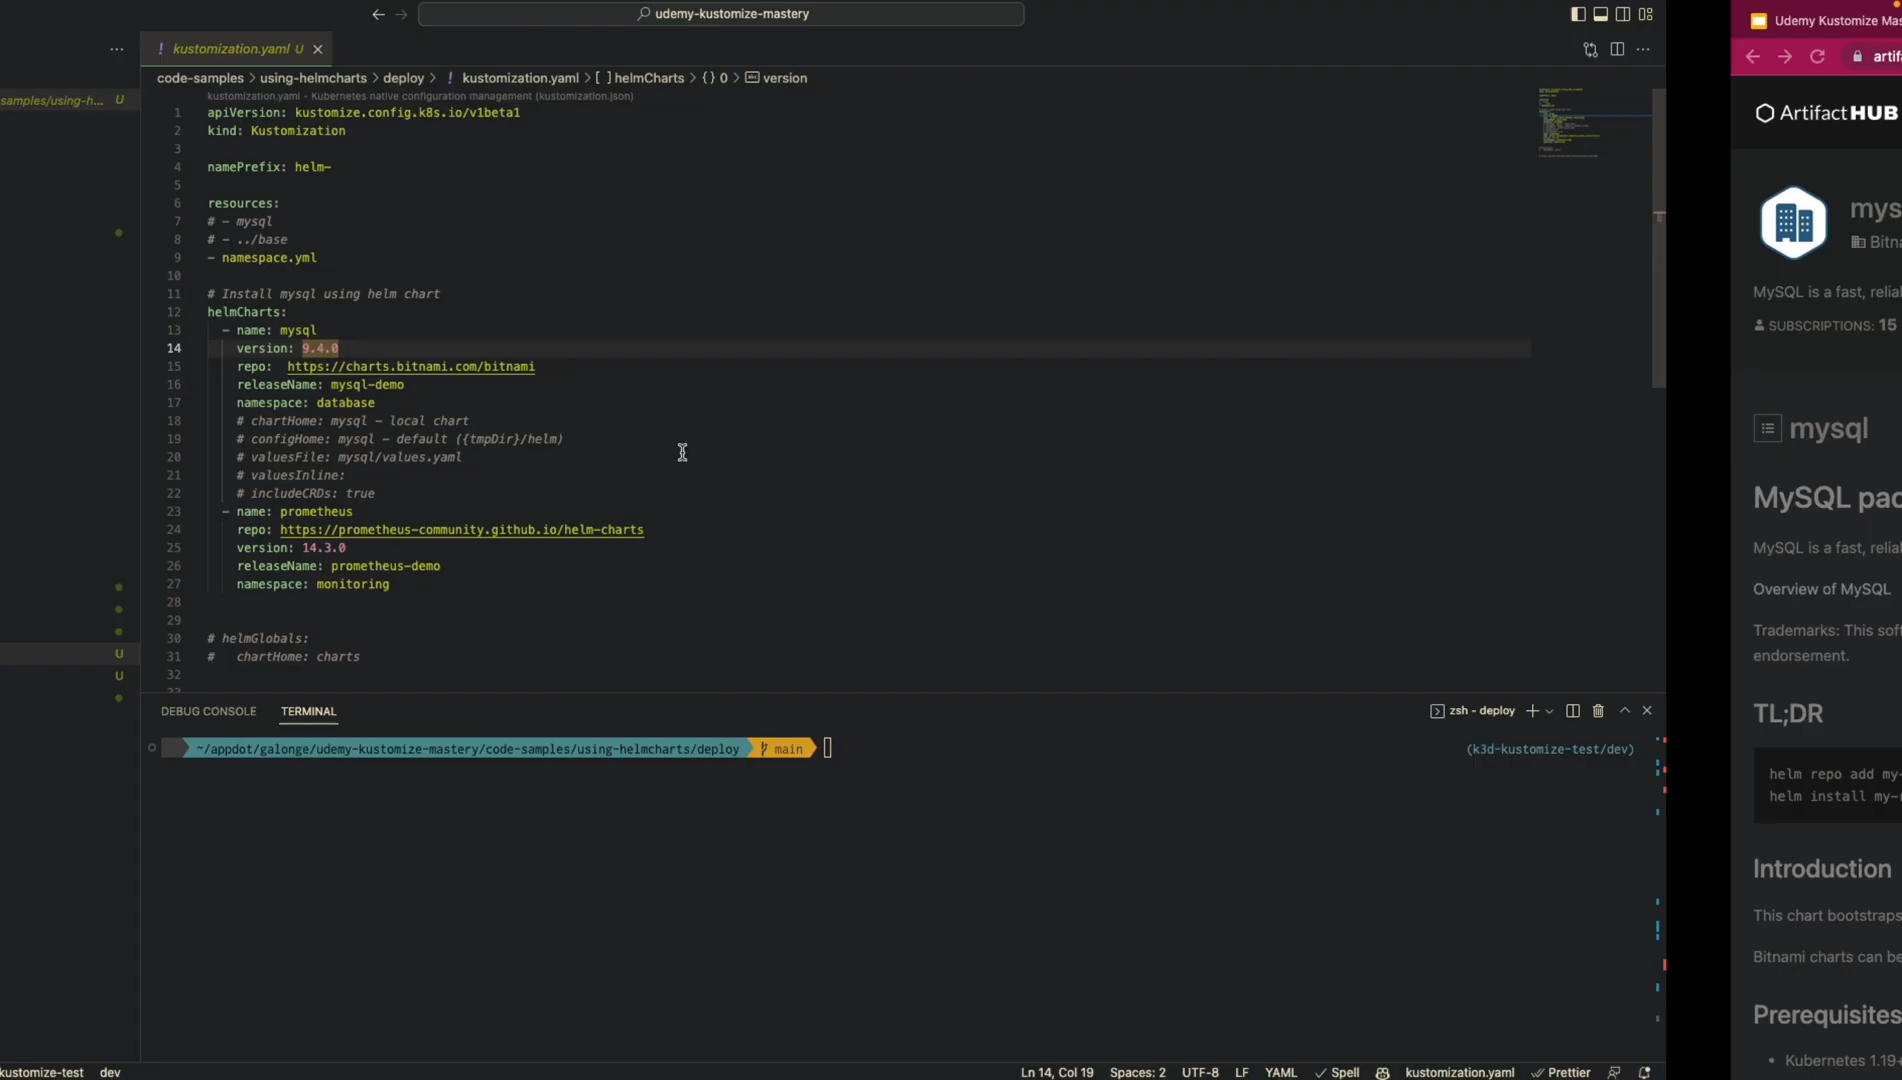 udemy-kustomize-mastery
Udemy Kustomize Mas
! kustomization.yaml U
artifa
code-samples > using-helmcharts > deploy > ! kustomization.yaml > [ ] helmCharts > {} 0 > version
samples/using-h... U
kustomization.yaml - Kubernetes native configuration management (kustomization.json)
1 apiVersion: kustomize.config.k8s.io/v1beta1
2 kind: Kustomization
3
4 namePrefix: helm-
5
6 resources:
7 # - mysql
8 # - ../base
9 - namespace.yml
10
11 # Install mysql using helm chart
12 helmCharts:
13 - name: mysql
14 version: 9.4.0
15 repo:  https://charts.bitnami.com/bitnami
16 releaseName: mysql-demo
17 namespace: database
18 # chartHome: mysql - local chart
19 # configHome: mysql - default ({tmpDir}/helm)
20 # valuesFile: mysql/values.yaml
21 # valuesInline:
22 # includeCRDs: true
23 - name: prometheus
24 repo: https://prometheus-community.github.io/helm-charts
25 version: 14.3.0
26 releaseName: prometheus-demo
27 namespace: monitoring
28
29
30 # helmGlobals:
31 #   chartHome: charts
32
U
U
DEBUG CONSOLE TERMINAL
zsh - deploy
~/appdot/galonge/udemy-kustomize-mastery/code-samples/using-helmcharts/deploy main
(k3d-kustomize-test/dev)
kustomize-test dev
Ln 14, Col 19 Spaces: 2 UTF-8 LF YAML Spell kustomization.yaml Prettier
Artifact HUB
mys
Bitna
MySQL is a fast, relia
SUBSCRIPTIONS: 15
mysql
MySQL pac
MySQL is a fast, relia
Overview of MySQL
Trademarks: This soft
endorsement.
TL;DR
helm repo add my-
helm install my-r
Introduction
This chart bootstraps
Bitnami charts can be
Prerequisites
• Kubernetes 1.19+